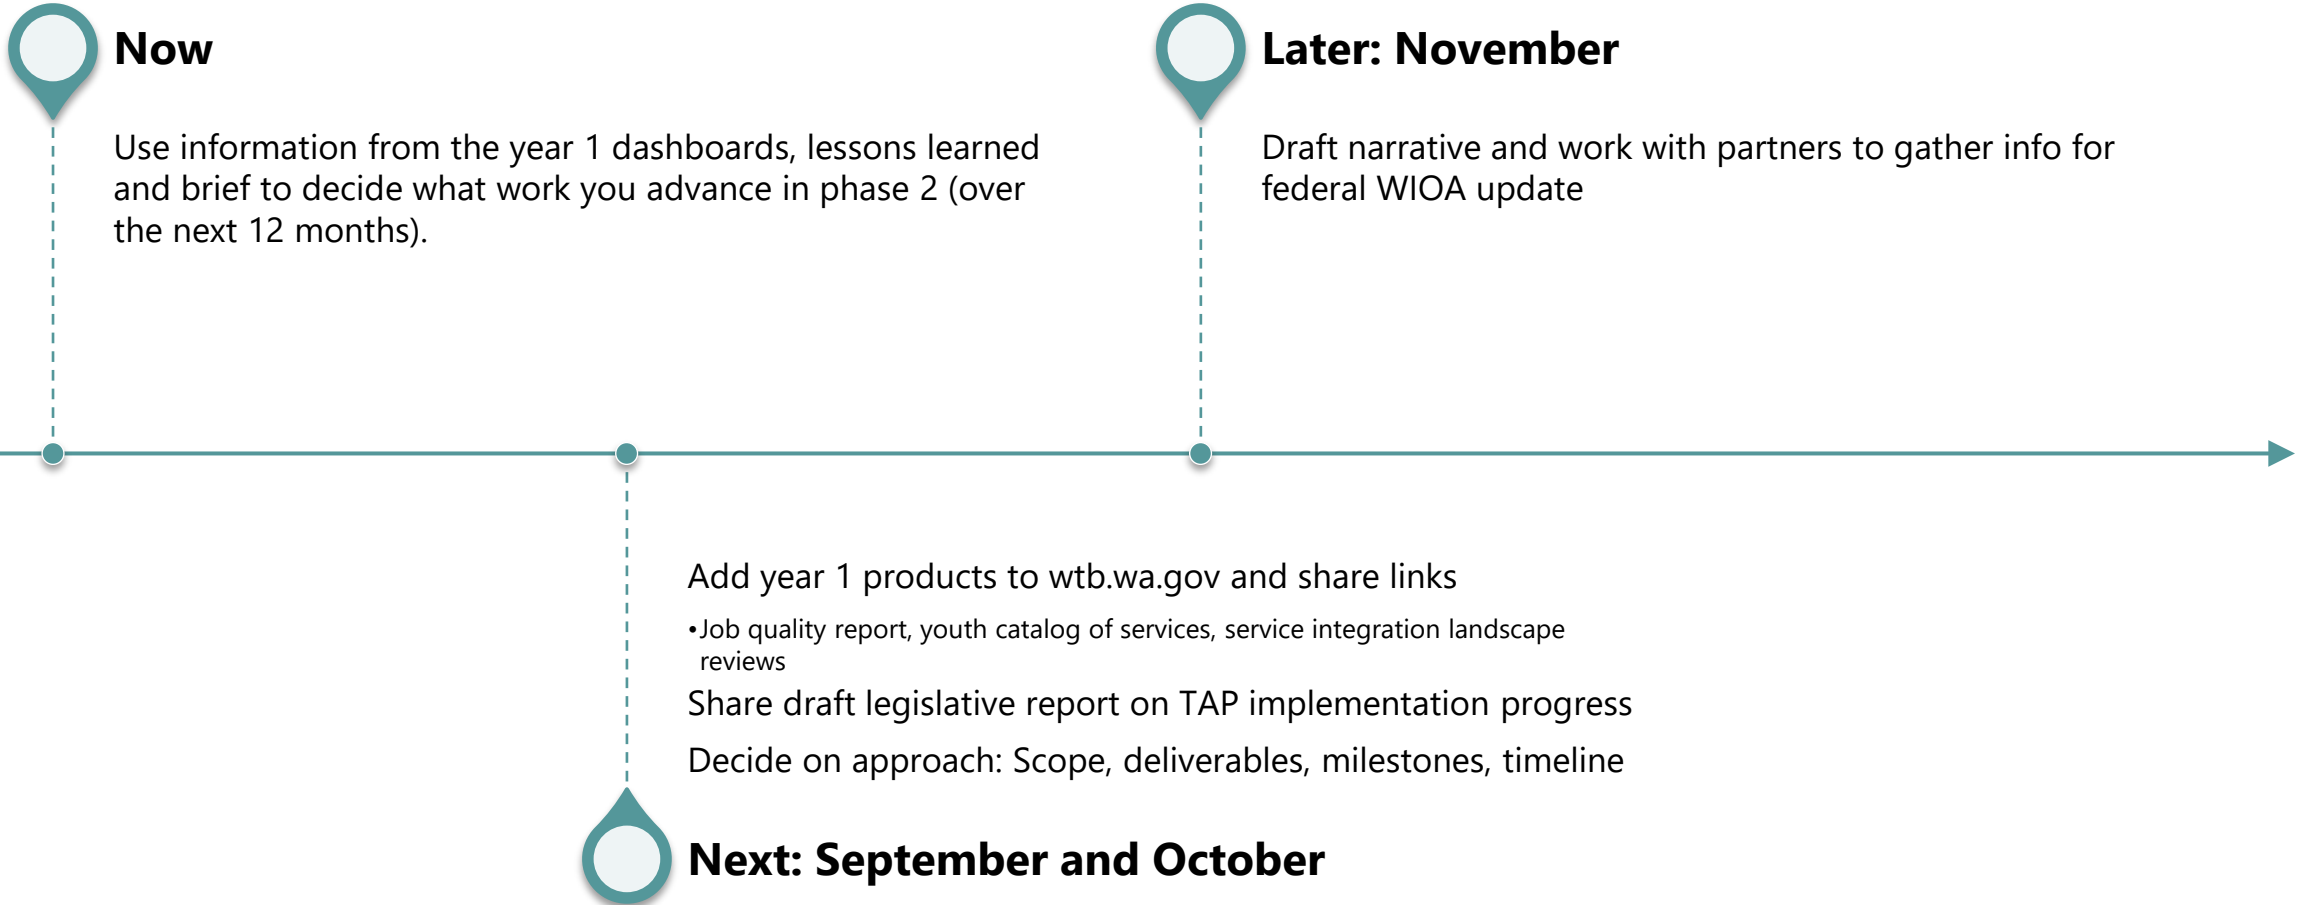 Now
Use information from the year 1 dashboards, lessons learned
and brief to decide what work you advance in phase 2 (over
the next 12 months).
Later: November
Draft narrative and work with partners to gather info for
federal WIOA update
Add year 1 products to wtb.wa.gov and share links
•Job quality report, youth catalog of services, service integration landscape
reviews
Share draft legislative report on TAP implementation progress
Decide on approach: Scope, deliverables, milestones, timeline
Next: September and October